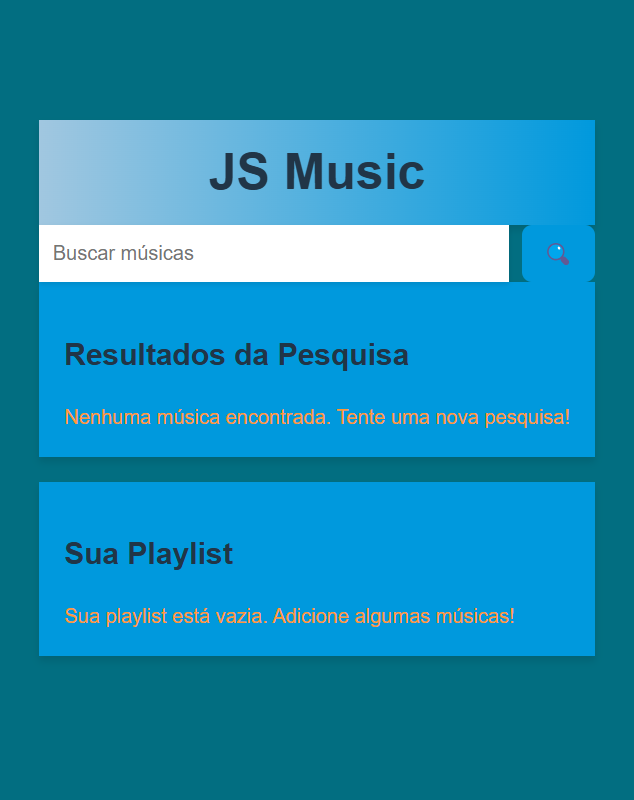 JS Music
Buscar músicas
Resultados da Pesquisa
Nenhuma música encontrada. Tente uma nova pesquisa!
Sua Playlist
Sua playlist está vazia. Adicione algumas músicas!